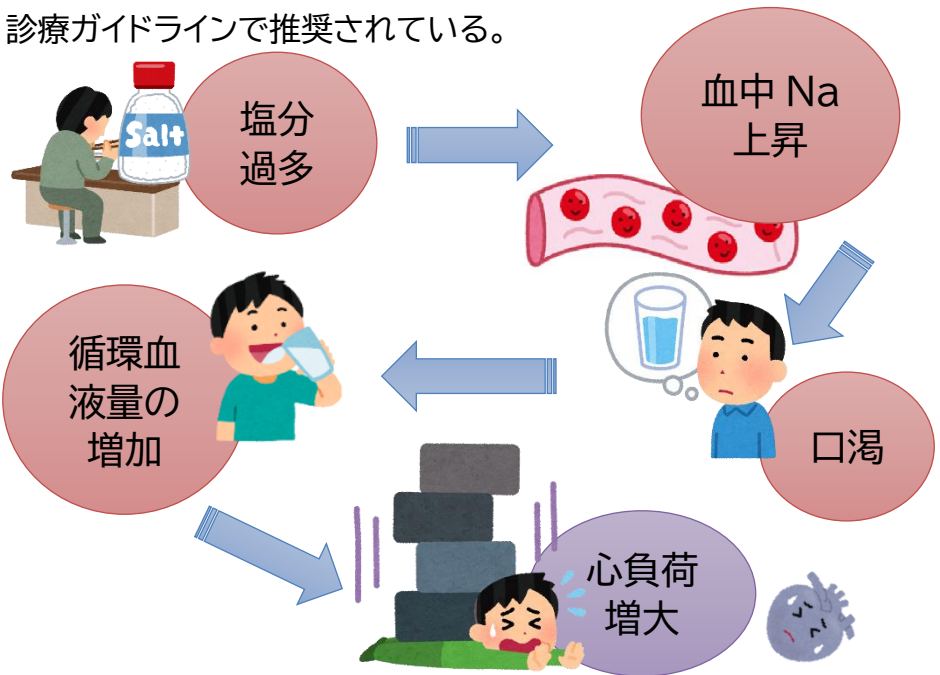 診療ガイドラインで推奨されている。
Salt
塩分
過多
血中 Na
上昇
口渇
循環血
液量の
増加
心負荷
増大